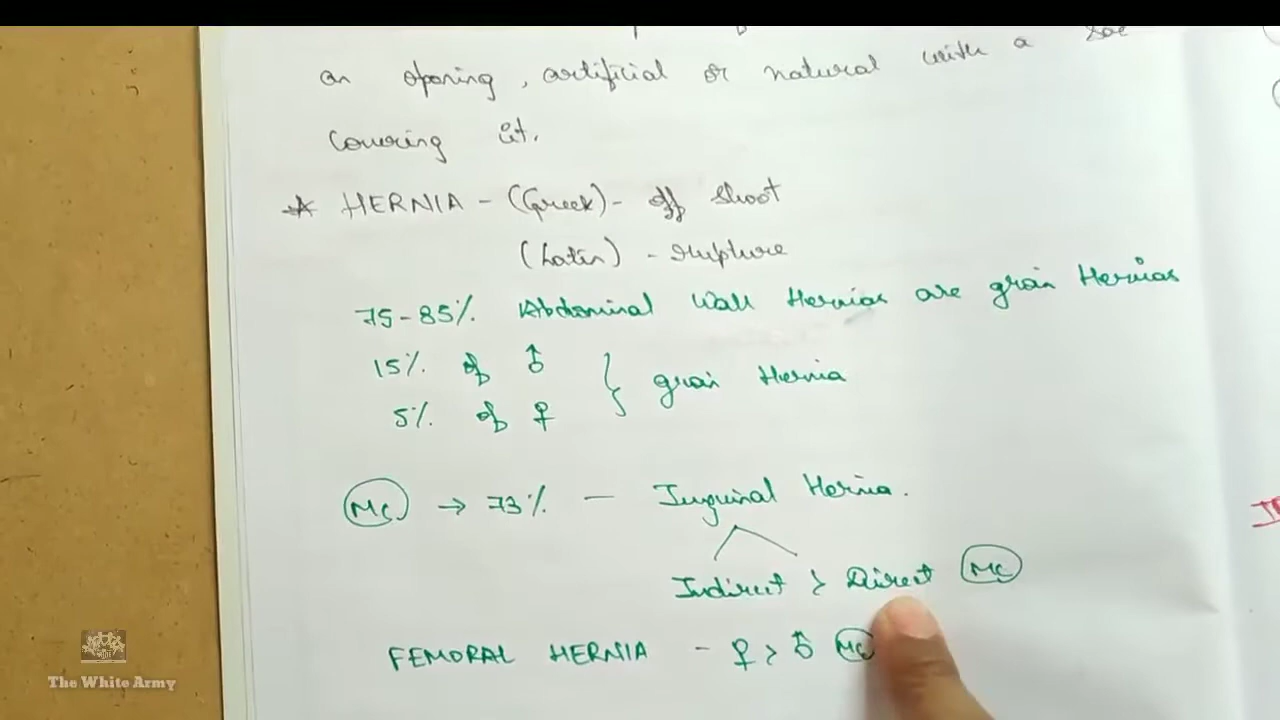 an opening, artificial or natural with a sac
covering it.
* HERNIA - (Greek) - off shoot
(Latin) - rupture
75-85% Abdominal wall Hernias are groin Hernias
15% of ♂ } groin Hernia
5% of ♀
MC → 73% — Inguinal Hernia.
Indirect > Direct MC
FEMORAL HERNIA - ♀ > ♂ MC
The White Army